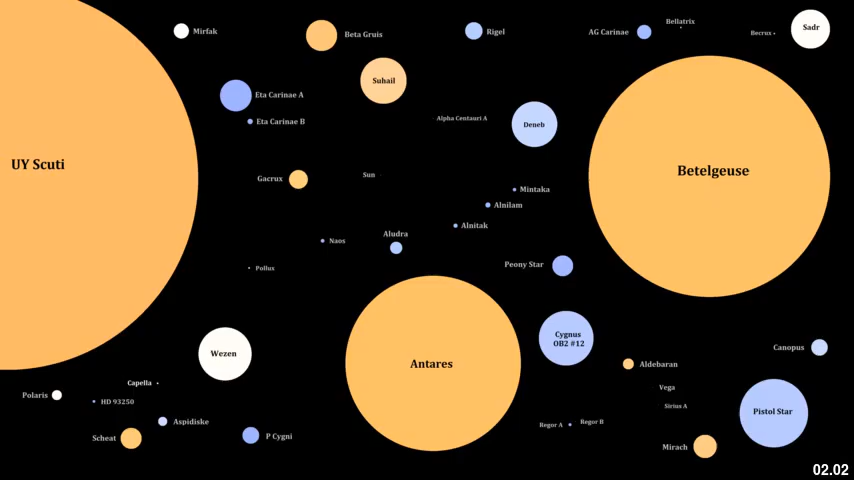 Bellatrix
Mirfak
Beta Gruis
Rigel
AG Carinae
Becrux
Sadr
Suhail
Eta Carinae A
Eta Carinae B
Alpha Centauri A
Deneb
UY Scuti
Betelgeuse
Gacrux
Sun
Mintaka
Alnilam
Alnitak
Aludra
Naos
Pollux
Peony Star
Cygnus
OB2 #12
Wezen
Antares
Canopus
Aldebaran
Capella
Vega
Polaris
HD 93250
Sirius A
Pistol Star
Aspidiske
Regor A
Regor B
Scheat
P Cygni
Mirach
02.02